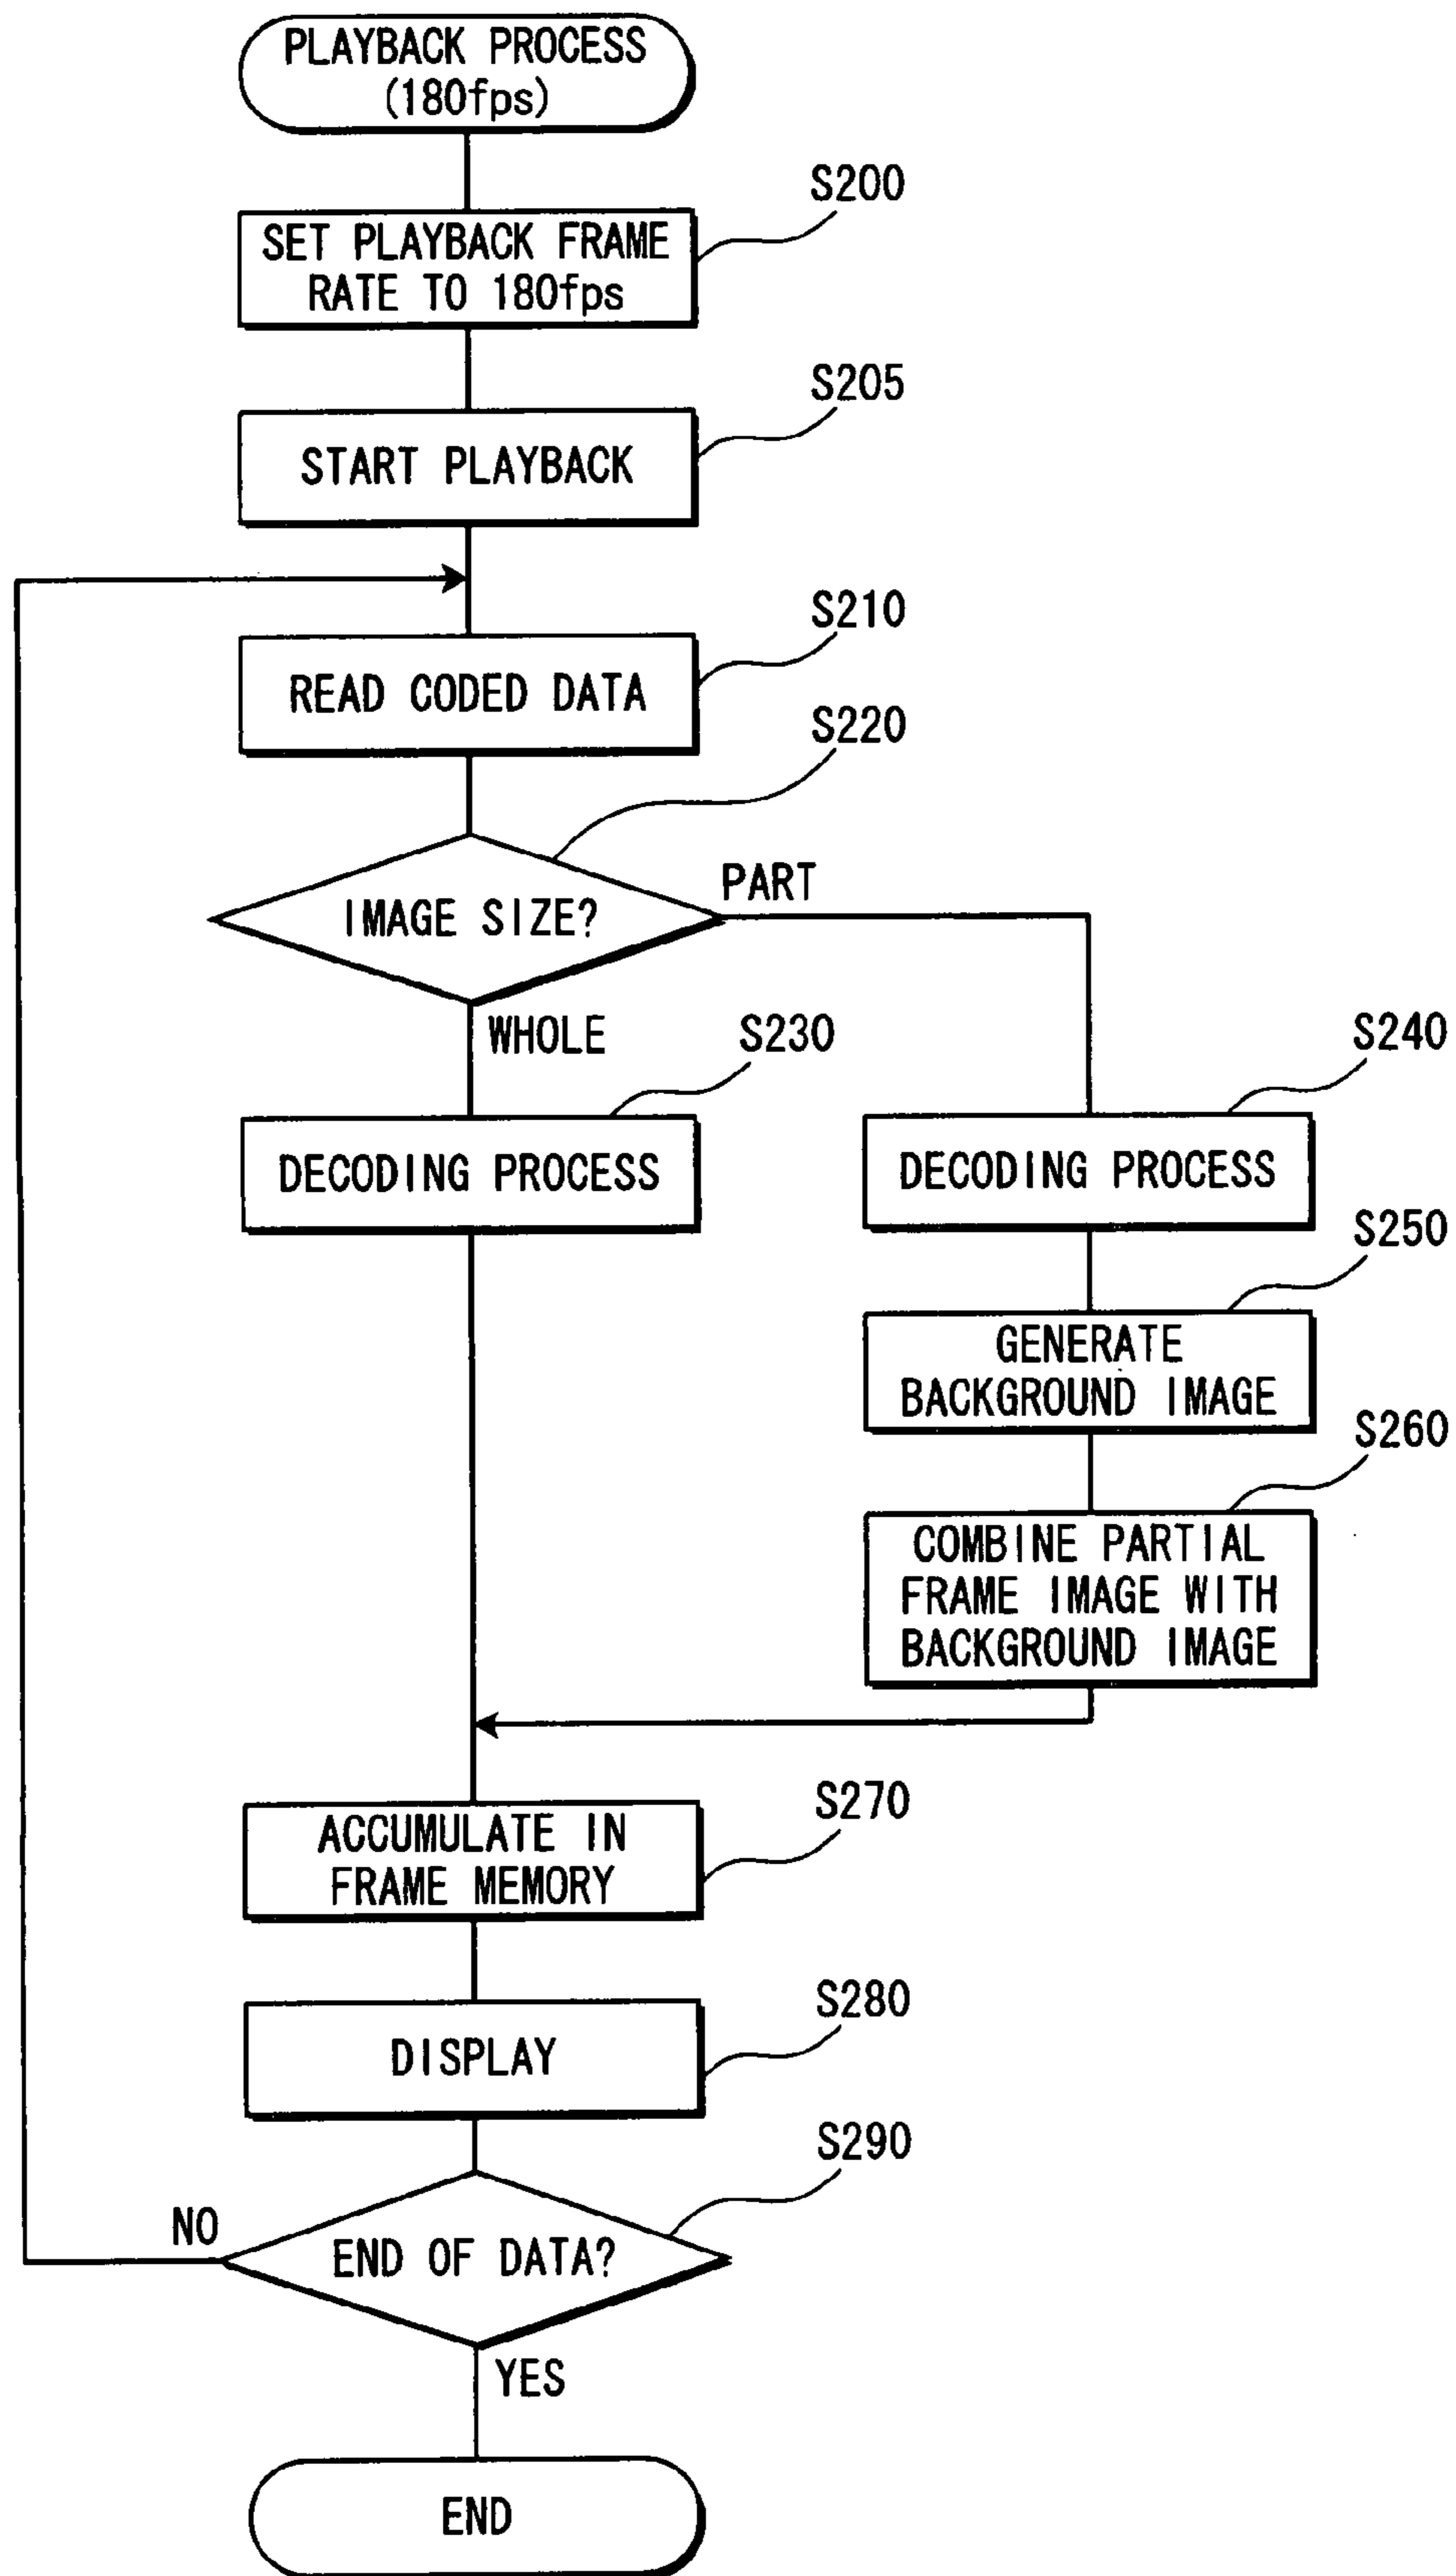 PLAYBACK PROCESS
(180fps)
S200
SET PLAYBACK FRAME
RATE TO 180fps
S205
START PLAYBACK
S210
READ CODED DATA
S220
IMAGE SIZE?
PART
WHOLE
S230
DECODING PROCESS
S240
DECODING PROCESS
S250
GENERATE
BACKGROUND IMAGE
S260
COMBINE PARTIAL
FRAME IMAGE WITH
BACKGROUND IMAGE
S270
ACCUMULATE IN
FRAME MEMORY
S280
DISPLAY
S290
END OF DATA?
NO
YES
END